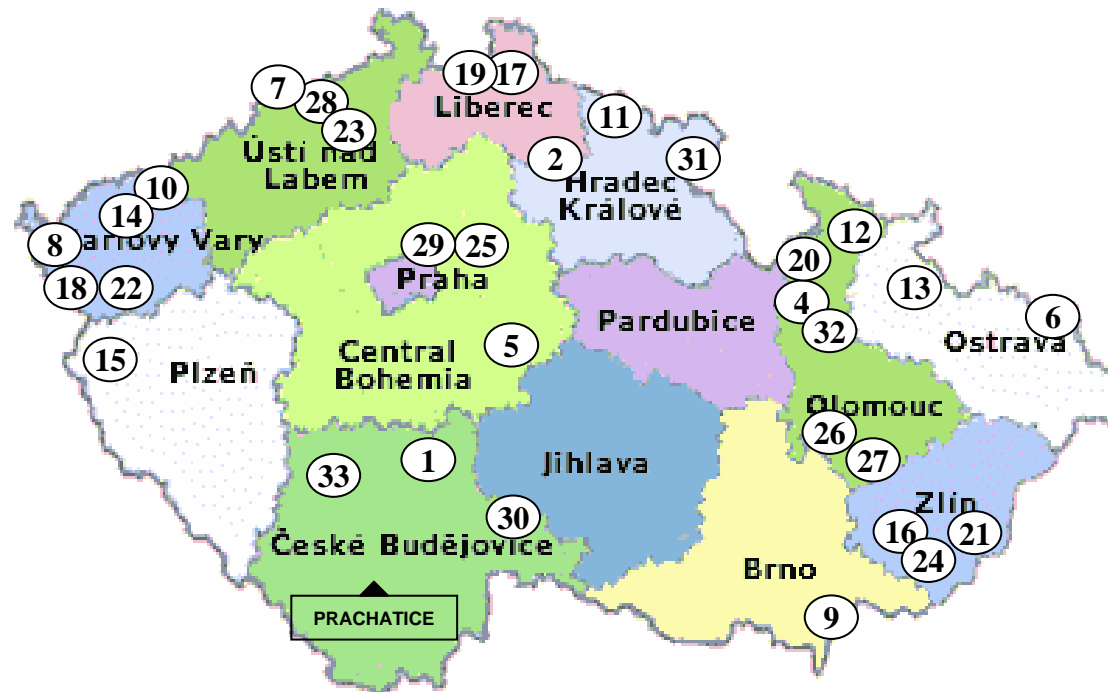 19
17
7
28
Liberec
11
23
Ústí nad
Labem
2
31
Hradec
Králové
10
14
8
Karlovy Vary
29
25
12
20
Praha
18
22
13
4
6
Pardubice
32
Ostrava
15
Plzeň
5
Central
Bohemia
Olomouc
26
1
27
33
Jihlava
Zlín
30
16
21
České Budějovice
24
Brno
PRACHATICE
9